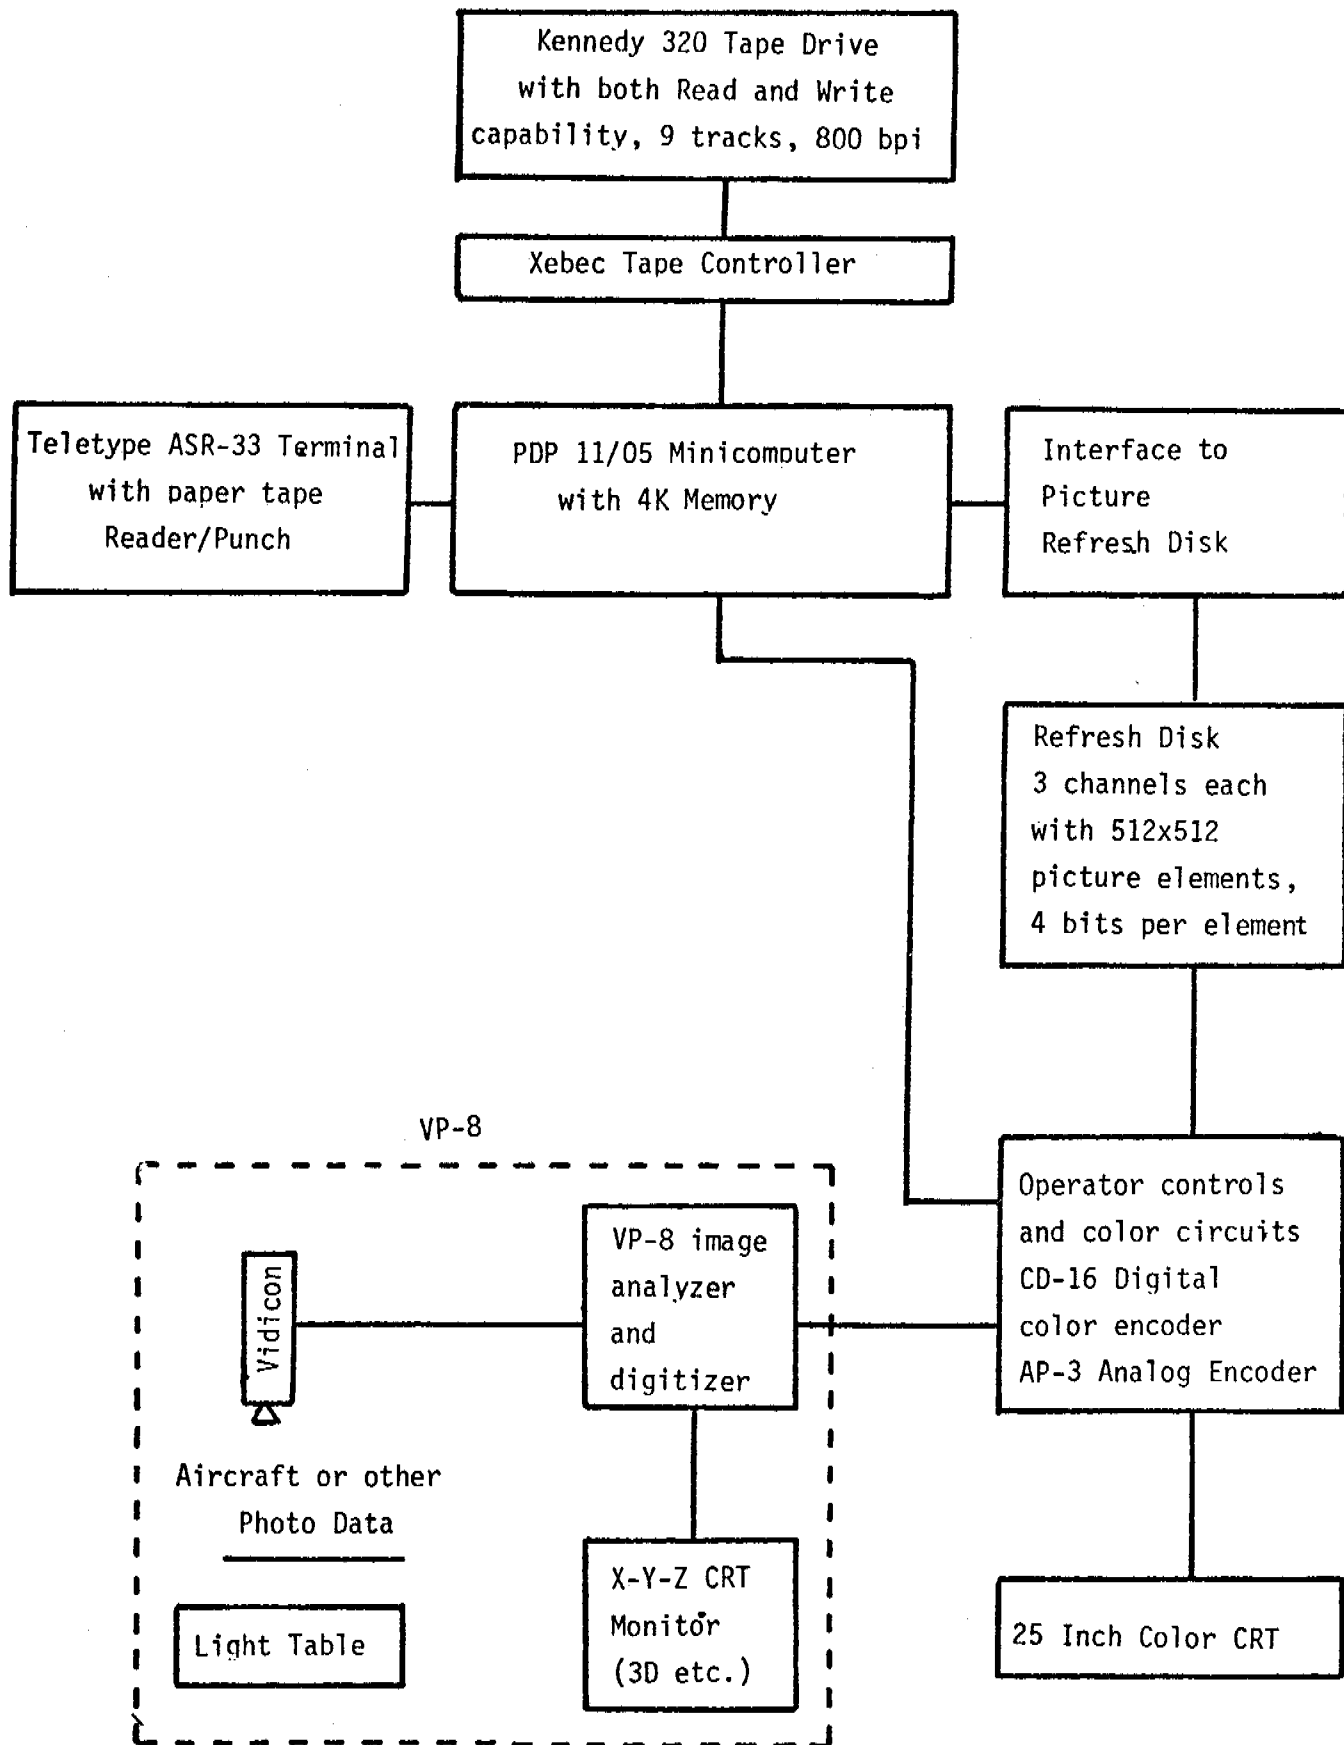 Kennedy 320 Tape Drive
with both Read and Write
capability, 9 tracks, 800 bpi
Xebec Tape Controller
Teletype ASR-33 Terminal
with paper tape
Reader/Punch
PDP 11/05 Minicomputer
with 4K Memory
Interface to
Picture
Refresh Disk
Refresh Disk
3 channels each
with 512x512
picture elements,
4 bits per element
VP-8
Vidicon
VP-8 image
analyzer
and
digitizer
Operator controls
and color circuits
CD-16 Digital
color encoder
AP-3 Analog Encoder
Aircraft or other
Photo Data
Light Table
X-Y-Z CRT
Monitor
(3D etc.)
25 Inch Color CRT